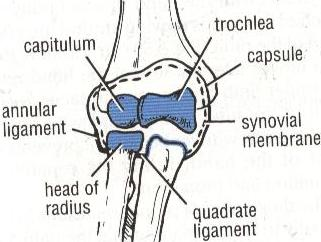 trochlea
capitulum
capsule
annular
ligament
synovial
membrane
head of
radius
quadrate
ligament